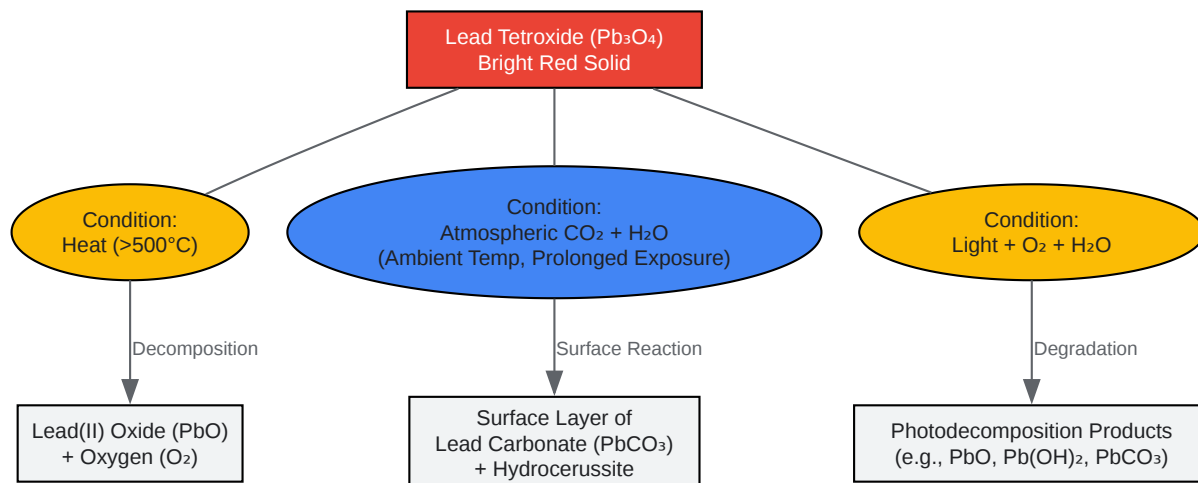 Lead Tetroxide (Pb₃O₄)
Bright Red Solid
Condition:
Heat (>500°C)
Condition:
Atmospheric CO₂ + H₂O
(Ambient Temp, Prolonged Exposure)
Condition:
Light + O₂ + H₂O
Decomposition
Surface Reaction
Degradation
Lead(II) Oxide (PbO)
+ Oxygen (O₂)
Surface Layer of
Lead Carbonate (PbCO₃)
+ Hydrocerussite
Photodecomposition Products
(e.g., PbO, Pb(OH)₂, PbCO₃)